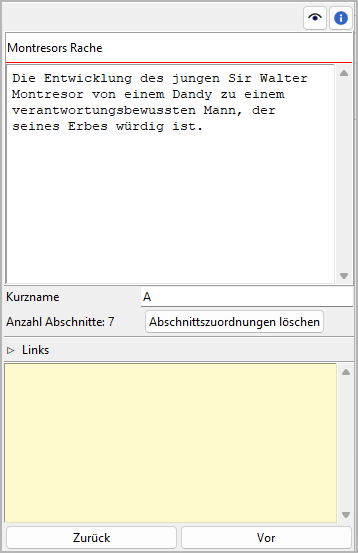 Montresors Rache
Die Entwicklung des jungen Sir Walter
Montresor von einem Dandy zu einem
verantwortungsbewussten Mann, der
seines Erbes würdig ist.
Kurzname A
Anzahl Abschnitte: 7 Abschnittszuordnungen löschen
Links
Zurück Vor